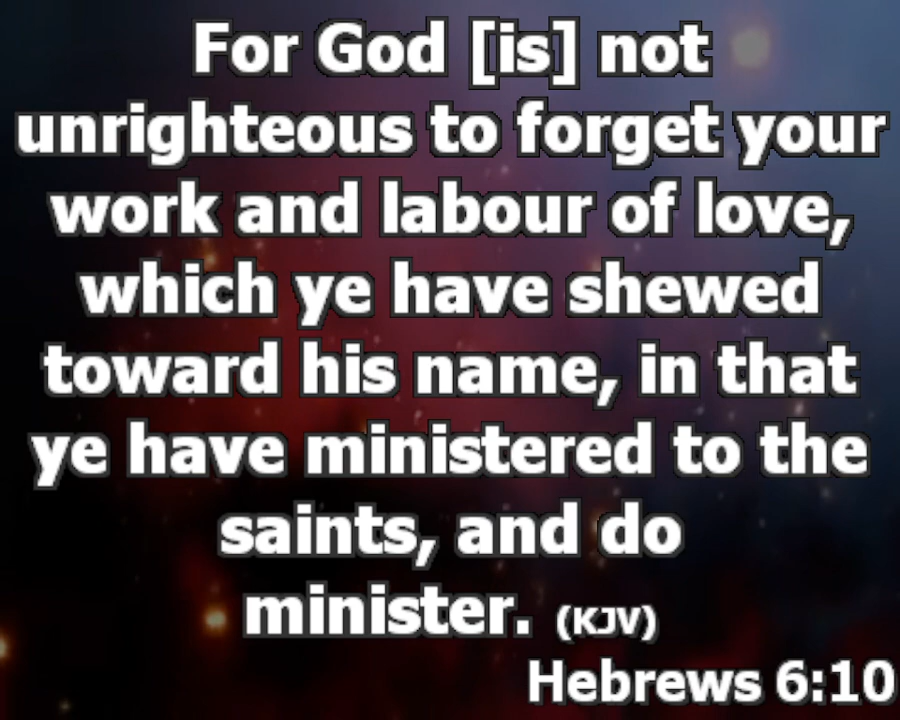 For God [is] not
unrighteous to forget your
work and labour of love,
which ye have shewed
toward his name, in that
ye have ministered to the
saints, and do
minister. (KJV)
Hebrews 6:10